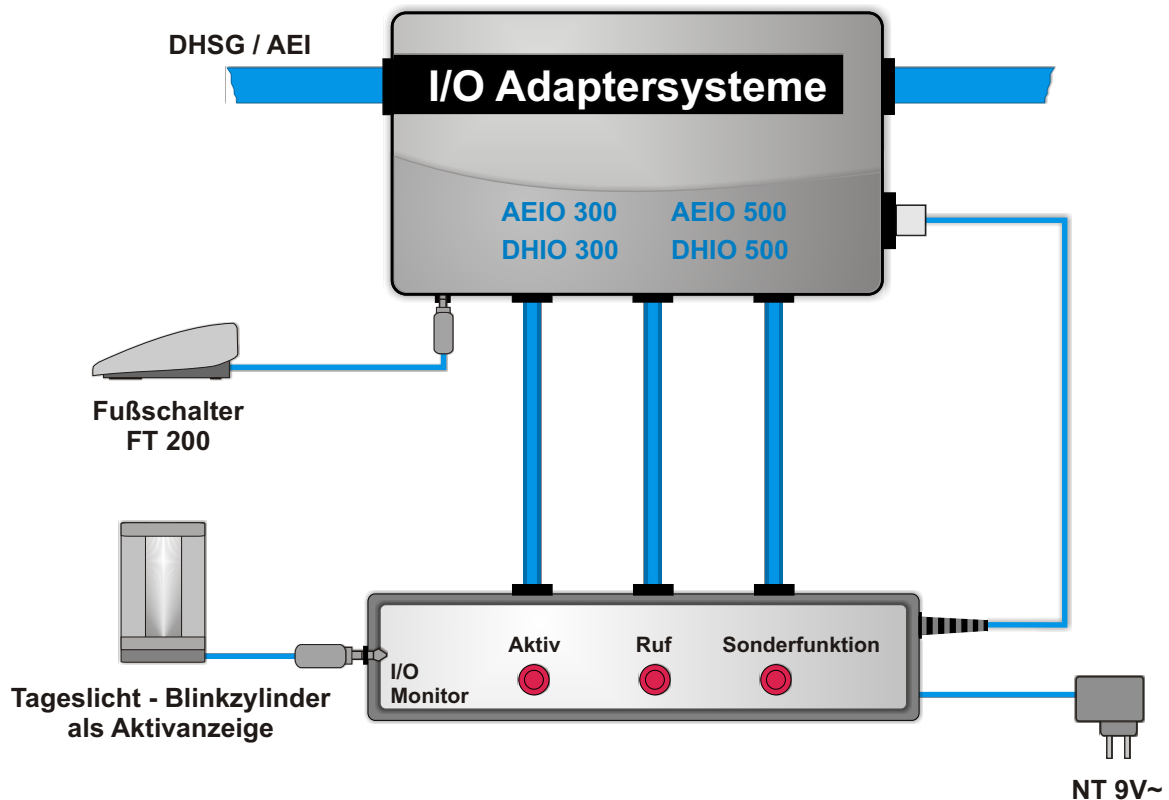 DHSG / AEI
I/O Adaptersysteme
AEIO 300
AEIO 500
DHIO 300
DHIO 500
Fußschalter
FT 200
Aktiv
Ruf
Sonderfunktion
I/O
Monitor
Tageslicht - Blinkzylinder
als Aktivanzeige
NT 9V~